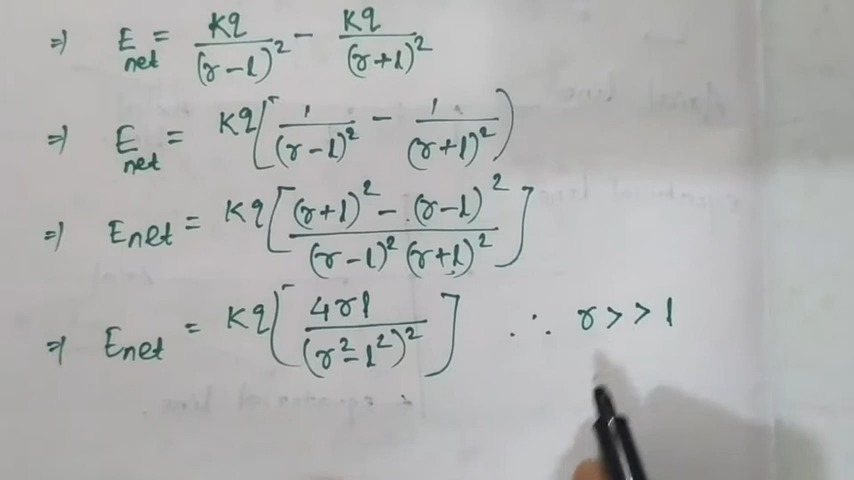 ⇒ E_net = Kq/(r−l)² − Kq/(r+l)²
⇒ E_net = Kq[1/(r−l)² − 1/(r+l)²)
⇒ Enet = Kq[(r+l)² − (r−l)²/(r−l)²(r+l)²]
⇒ Enet = Kq[4rl/(r²−l²)²] ∴ r>>l